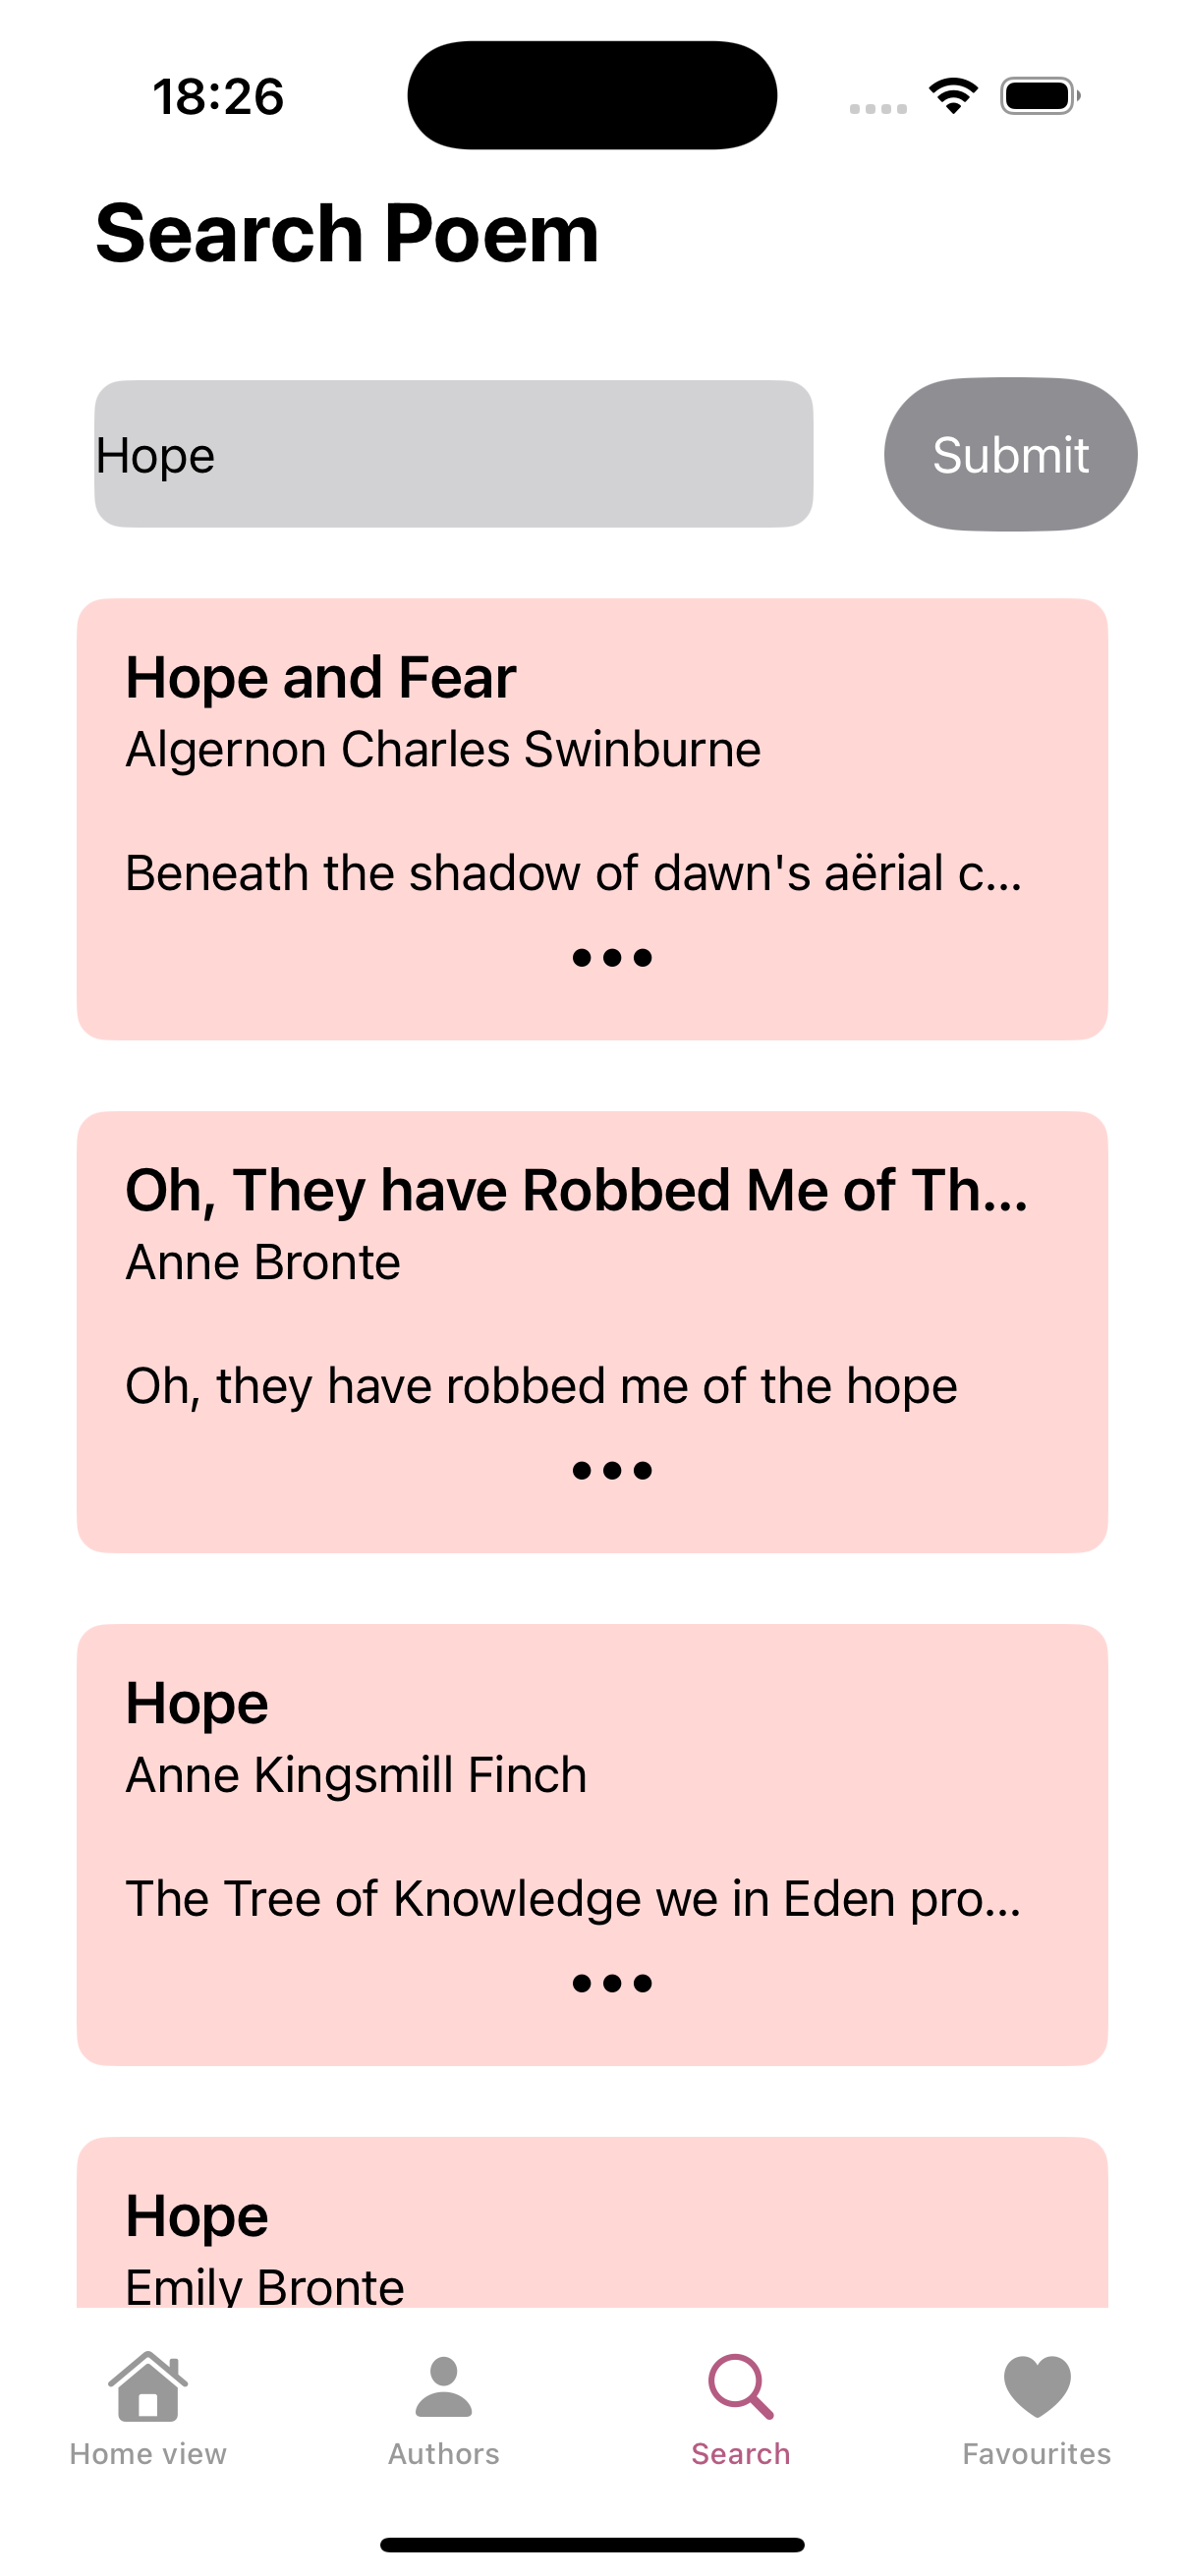 18:26
Search Poem
Hope
Submit
Hope and Fear
Algernon Charles Swinburne
Beneath the shadow of dawn's aërial c...
Oh, They have Robbed Me of Th...
Anne Bronte
Oh, they have robbed me of the hope
Hope
Anne Kingsmill Finch
The Tree of Knowledge we in Eden pro...
Hope
Emily Bronte
Home view
Authors
Search
Favourites